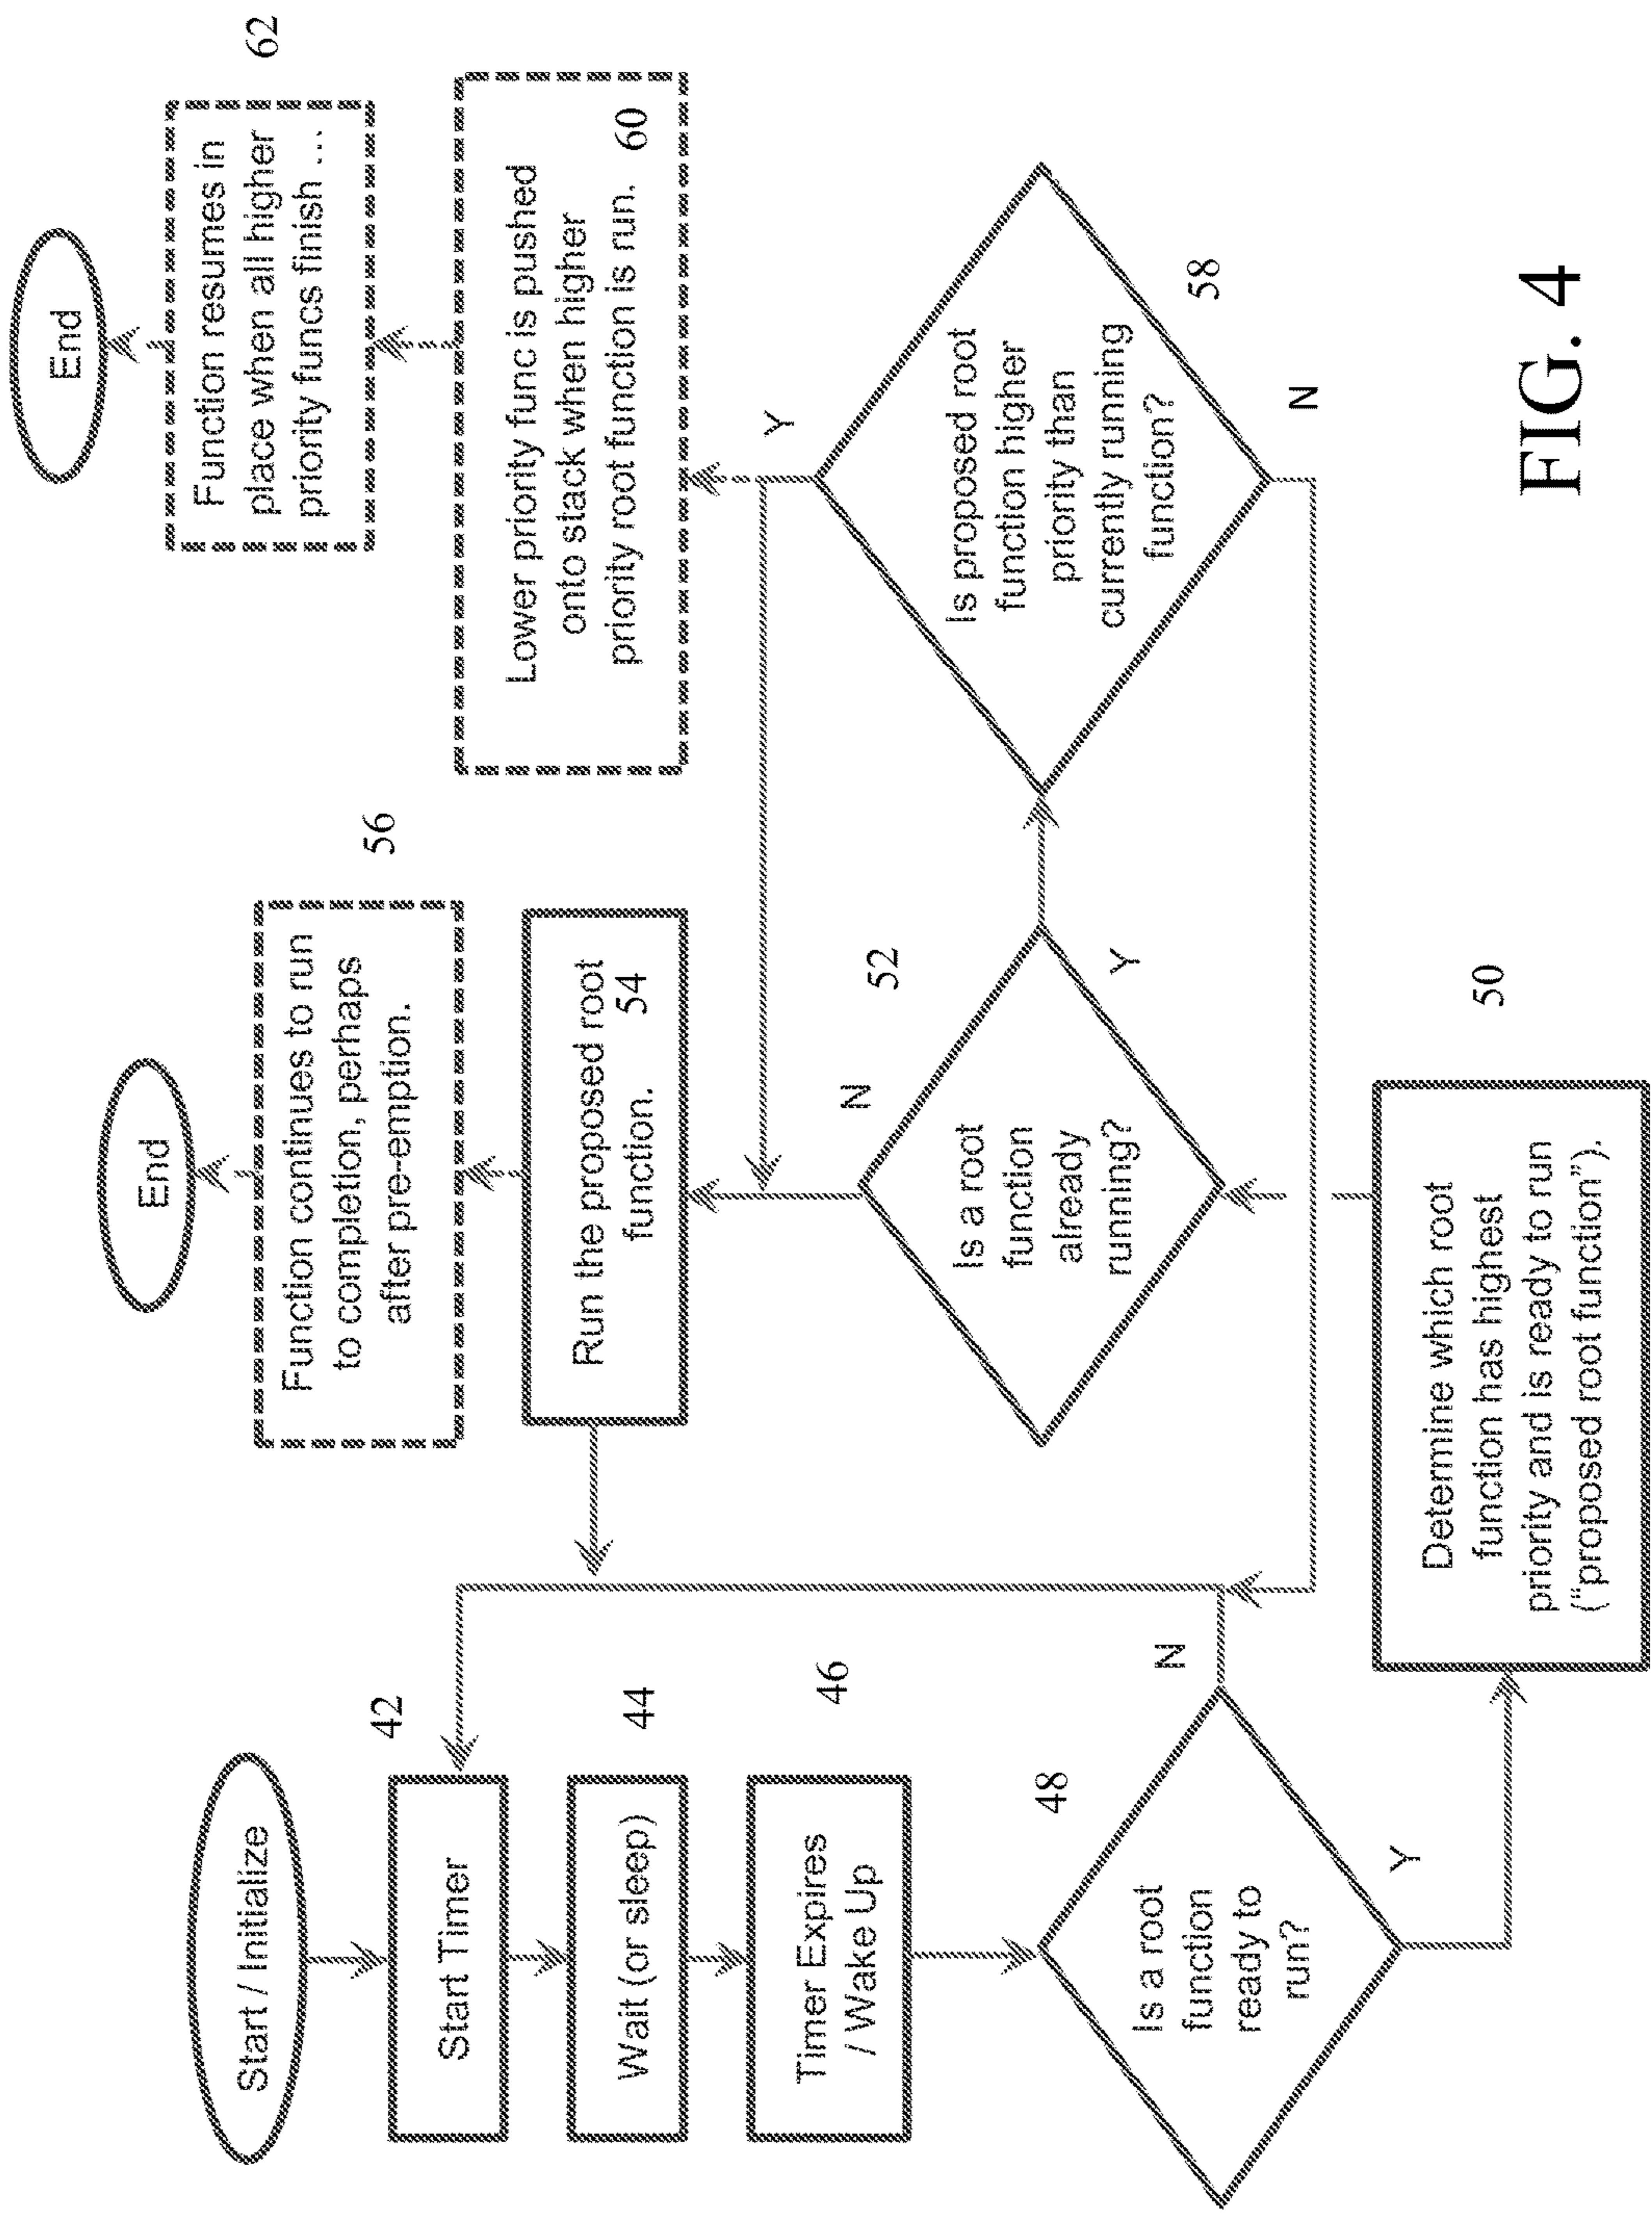 Start / Initialize
42
Start Timer
44
Wait (or sleep)
46
Timer Expires
/ Wake Up
48
Is a root
function
ready to
run?
N
Y
50
Determine which root
function has highest
priority and is ready to run
(“proposed root function”).
52
Is a root
function
already
running?
N
Y
Run the proposed root
function.
54
56
Function continues to run
to completion, perhaps
after pre-emption.
End
58
Is proposed root
function higher
priority than
currently running
function?
Y
N
Lower priority func is pushed
onto stack when higher
priority root function is run.
60
62
Function resumes in
place when all higher
priority funcs finish ...
End
FIG. 4